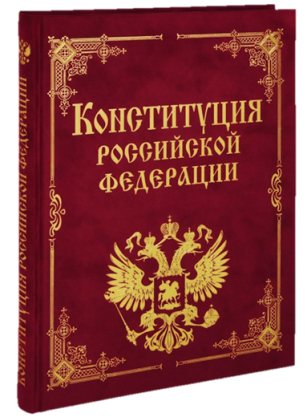 Конституция
российской
федерации
Конституция российской федерации